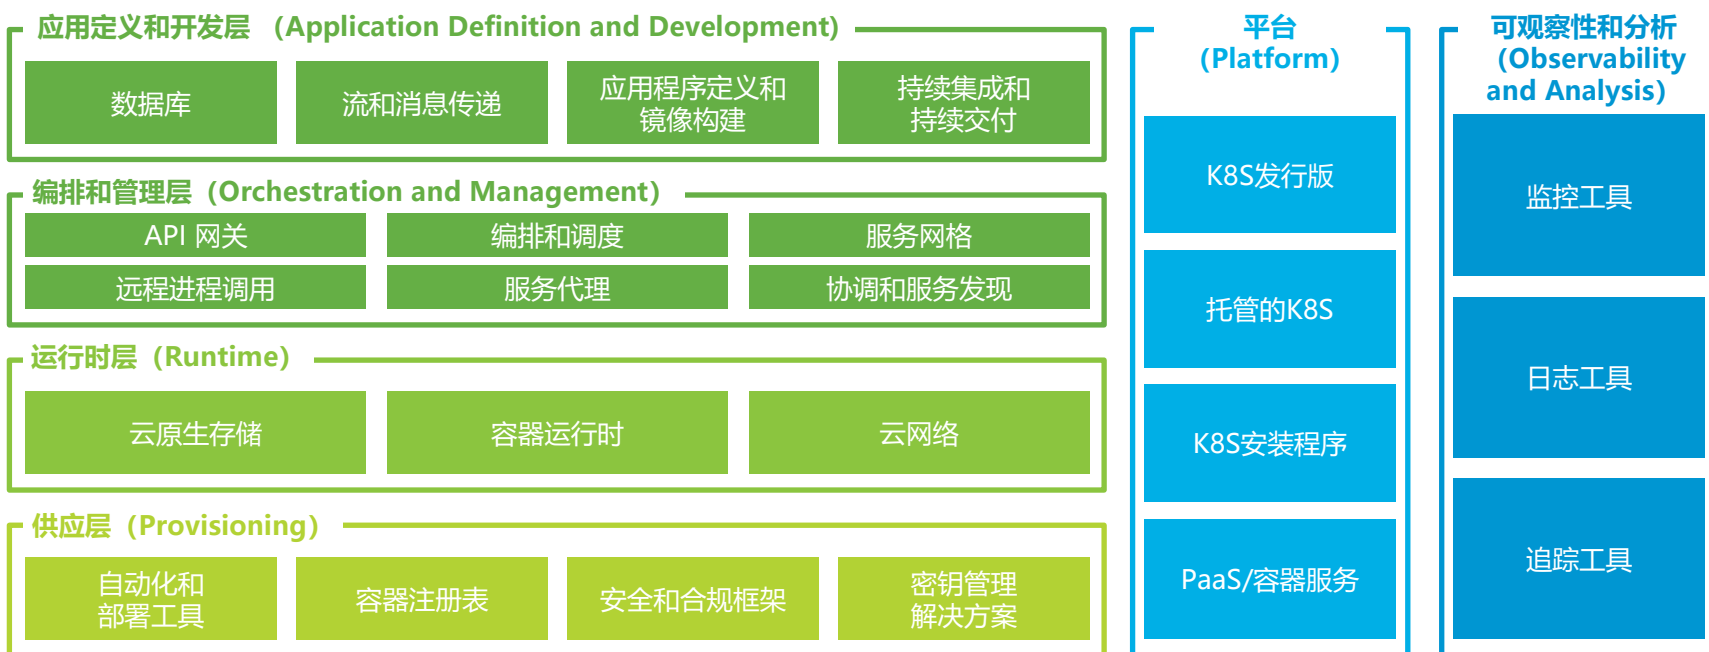 应用定义和开发层 （Application Definition and Development)
数据库
流和消息传递
应用程序定义和
镜像构建
持续集成和
持续交付
编排和管理层（Orchestration and Management）
API 网关
编排和调度
服务网格
远程进程调用
服务代理
协调和服务发现
运行时层（Runtime）
云原生存储
容器运行时
云网络
供应层（Provisioning）
自动化和
部署工具
容器注册表
安全和合规框架
密钥管理
解决方案
平台
（Platform）
K8S发行版
托管的K8S
K8S安装程序
PaaS/容器服务
可观察性和分析
（Observability
and Analysis）
监控工具
日志工具
追踪工具